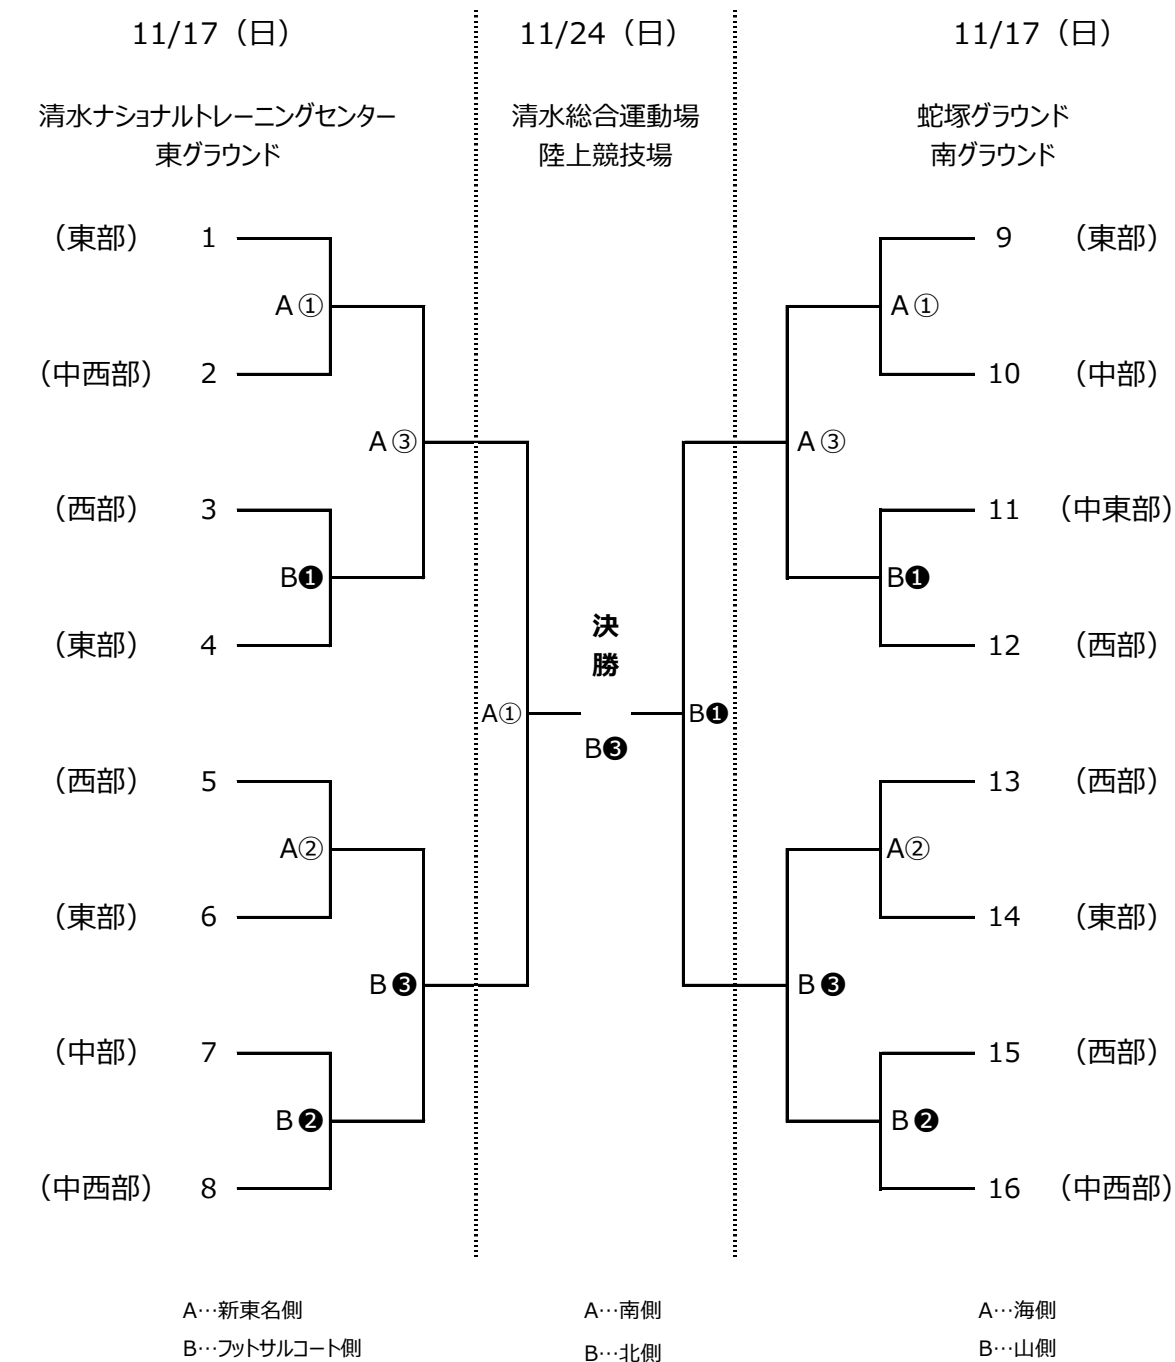 11/17（日）
11/24（日）
11/17（日）
清水ナショナルトレーニングセンター
東グラウンド
清水総合運動場
陸上競技場
蛇塚グラウンド
南グラウンド
（東部） 1
A①
（中西部） 2
A③
（西部） 3
B❶
（東部） 4
（西部） 5
A②
（東部） 6
B❸
（中部） 7
B❷
（中西部） 8
A①
決
勝
B❸
B❶
9 （東部）
A①
10 （中部）
A③
11 （中東部）
B❶
12 （西部）
13 （西部）
A②
14 （東部）
B❸
15 （西部）
B❷
16 （中西部）
A…新東名側
B…フットサルコート側
A…南側
B…北側
A…海側
B…山側